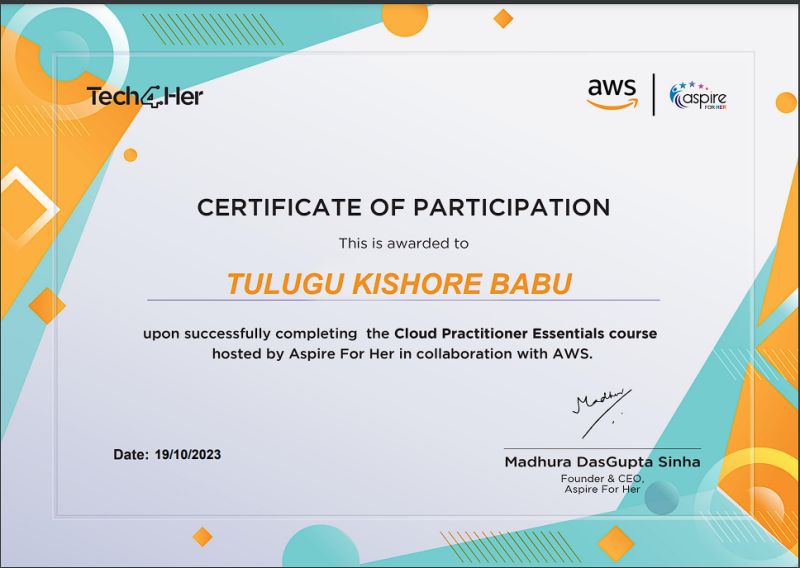 Tech4Her
aws
aspire
FOR HER
CERTIFICATE OF PARTICIPATION
This is awarded to
TULUGU KISHORE BABU
upon successfully completing the Cloud Practitioner Essentials course
hosted by Aspire For Her in collaboration with AWS.
Madhur
Date: 19/10/2023
Madhura DasGupta Sinha
Founder & CEO,
Aspire For Her